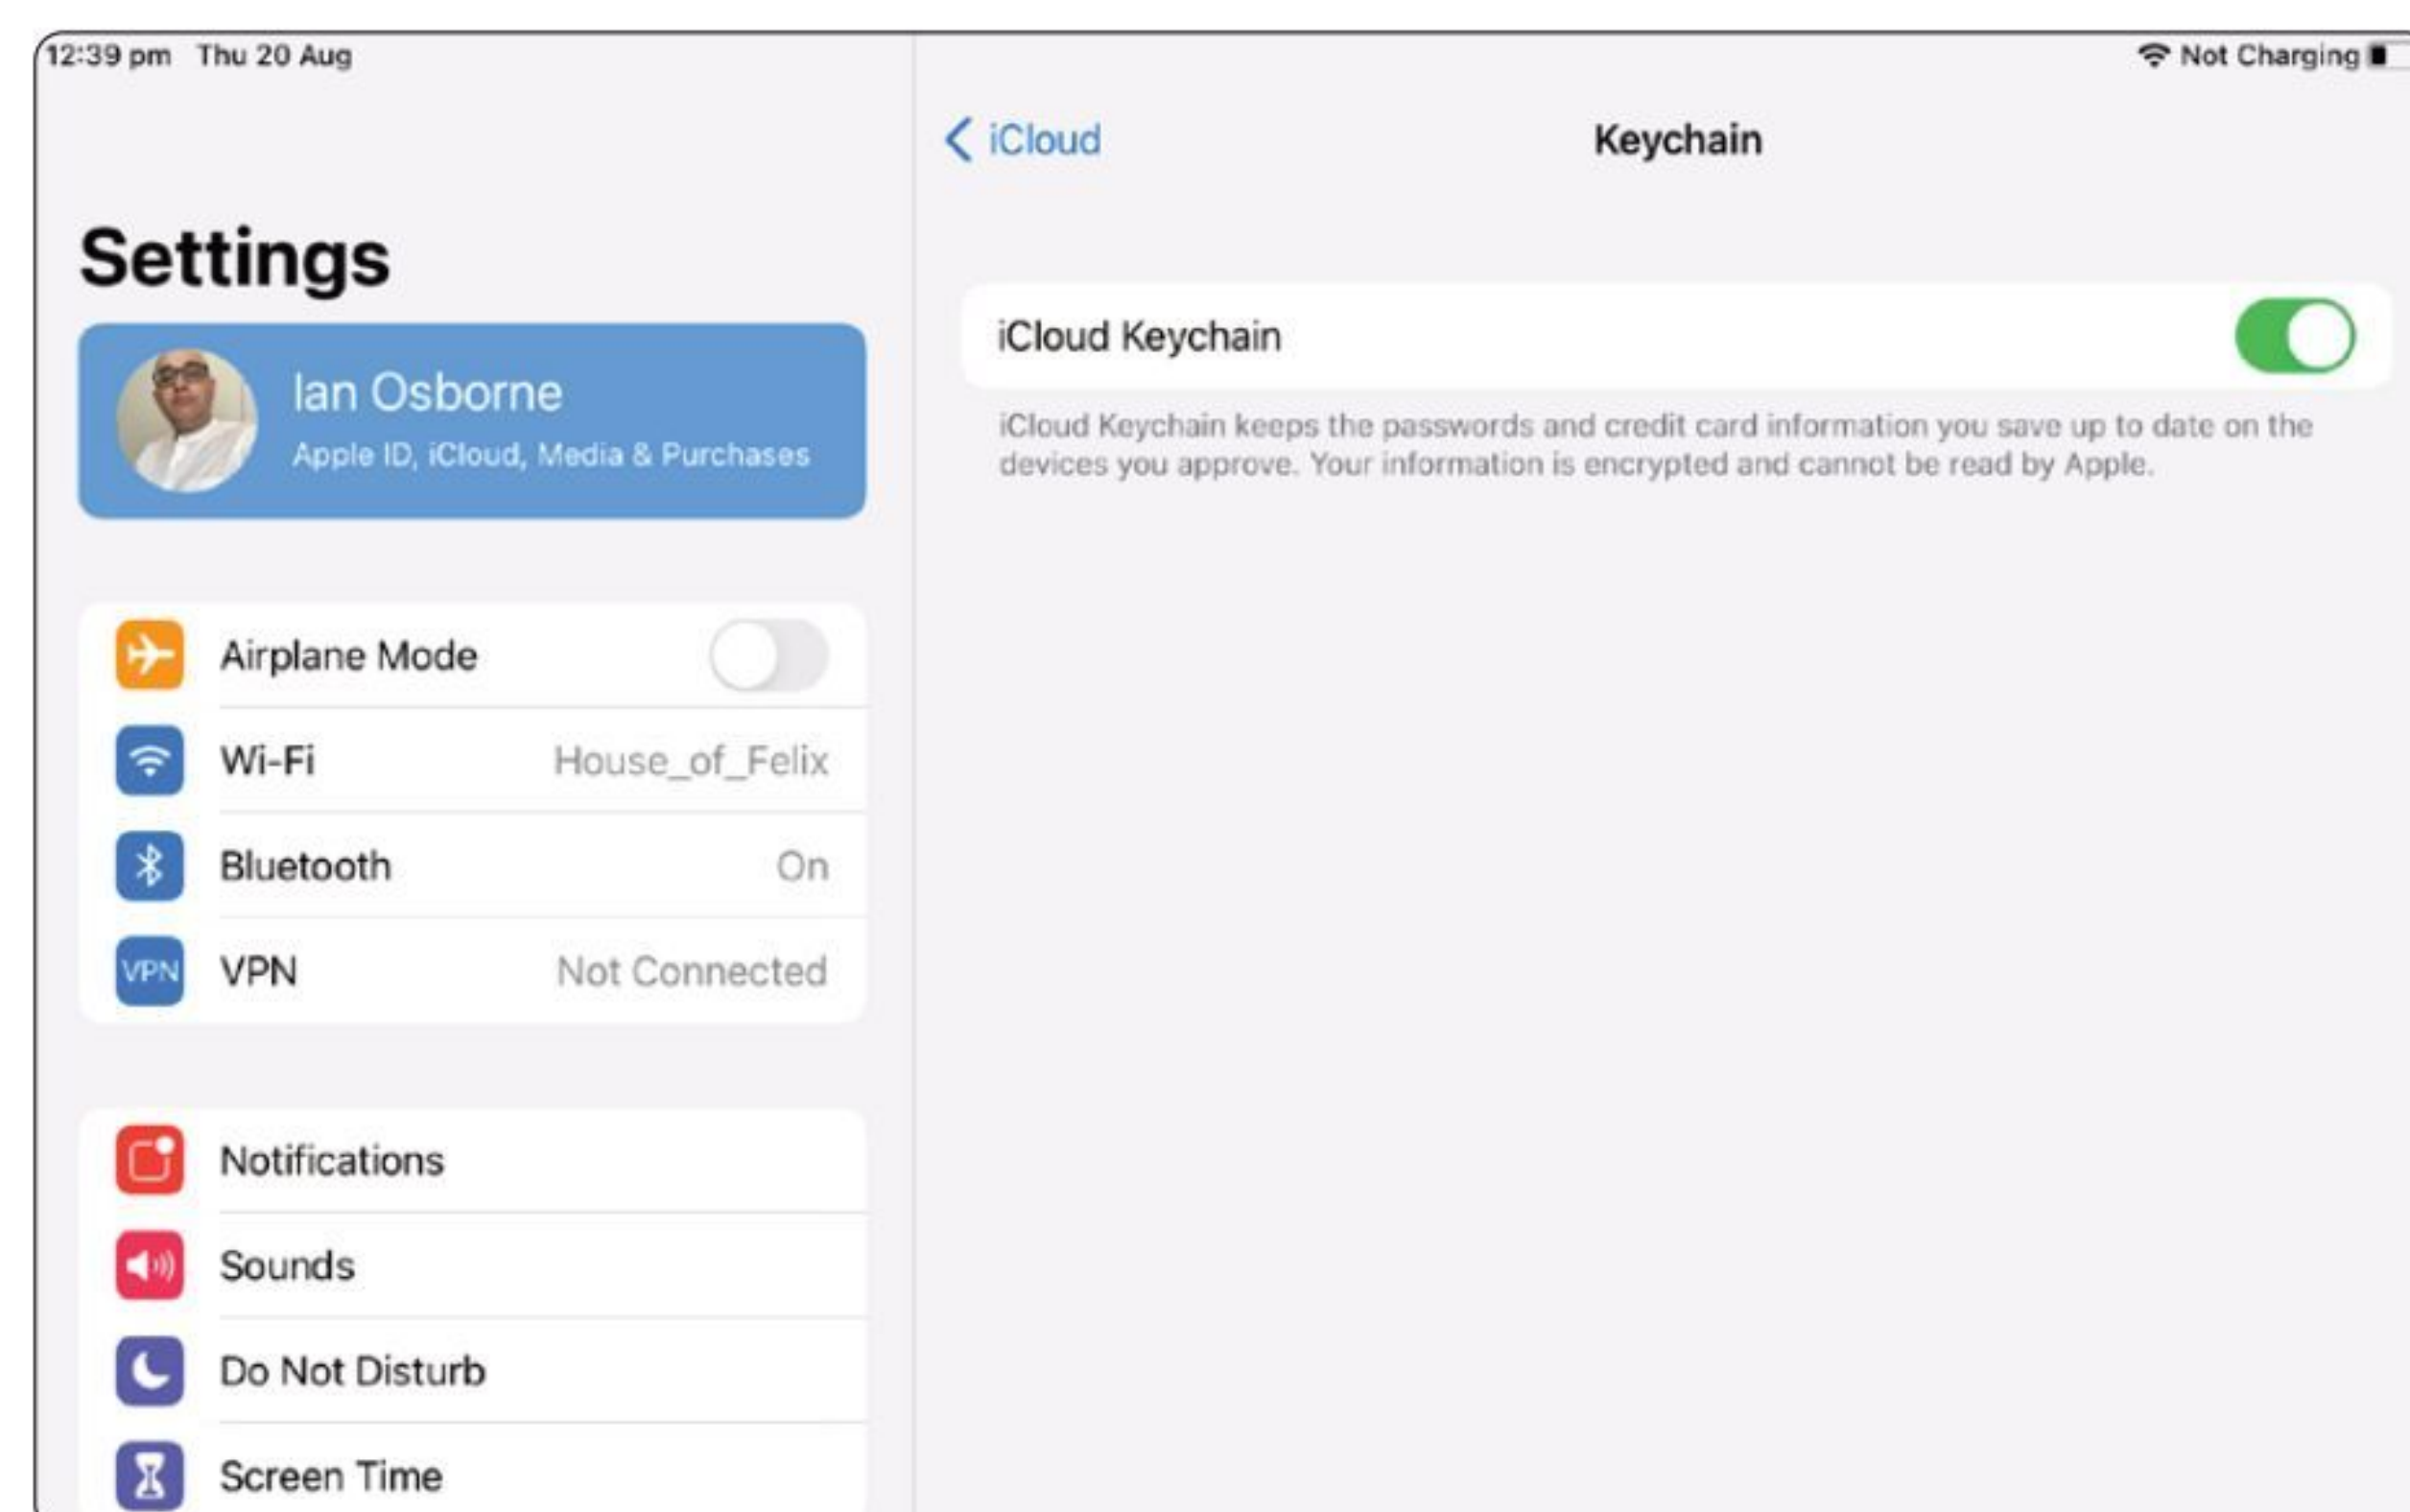 12:39 pm Thu 20 Aug
Not Charging
Settings
Ian Osborne
Apple ID, iCloud, Media & Purchases
Airplane Mode
Wi-Fi House_of_Felix
Bluetooth On
VPN VPN Not Connected
Notifications
Sounds
Do Not Disturb
Screen Time
iCloud
Keychain
iCloud Keychain
iCloud Keychain keeps the passwords and credit card information you save up to date on the
devices you approve. Your information is encrypted and cannot be read by Apple.